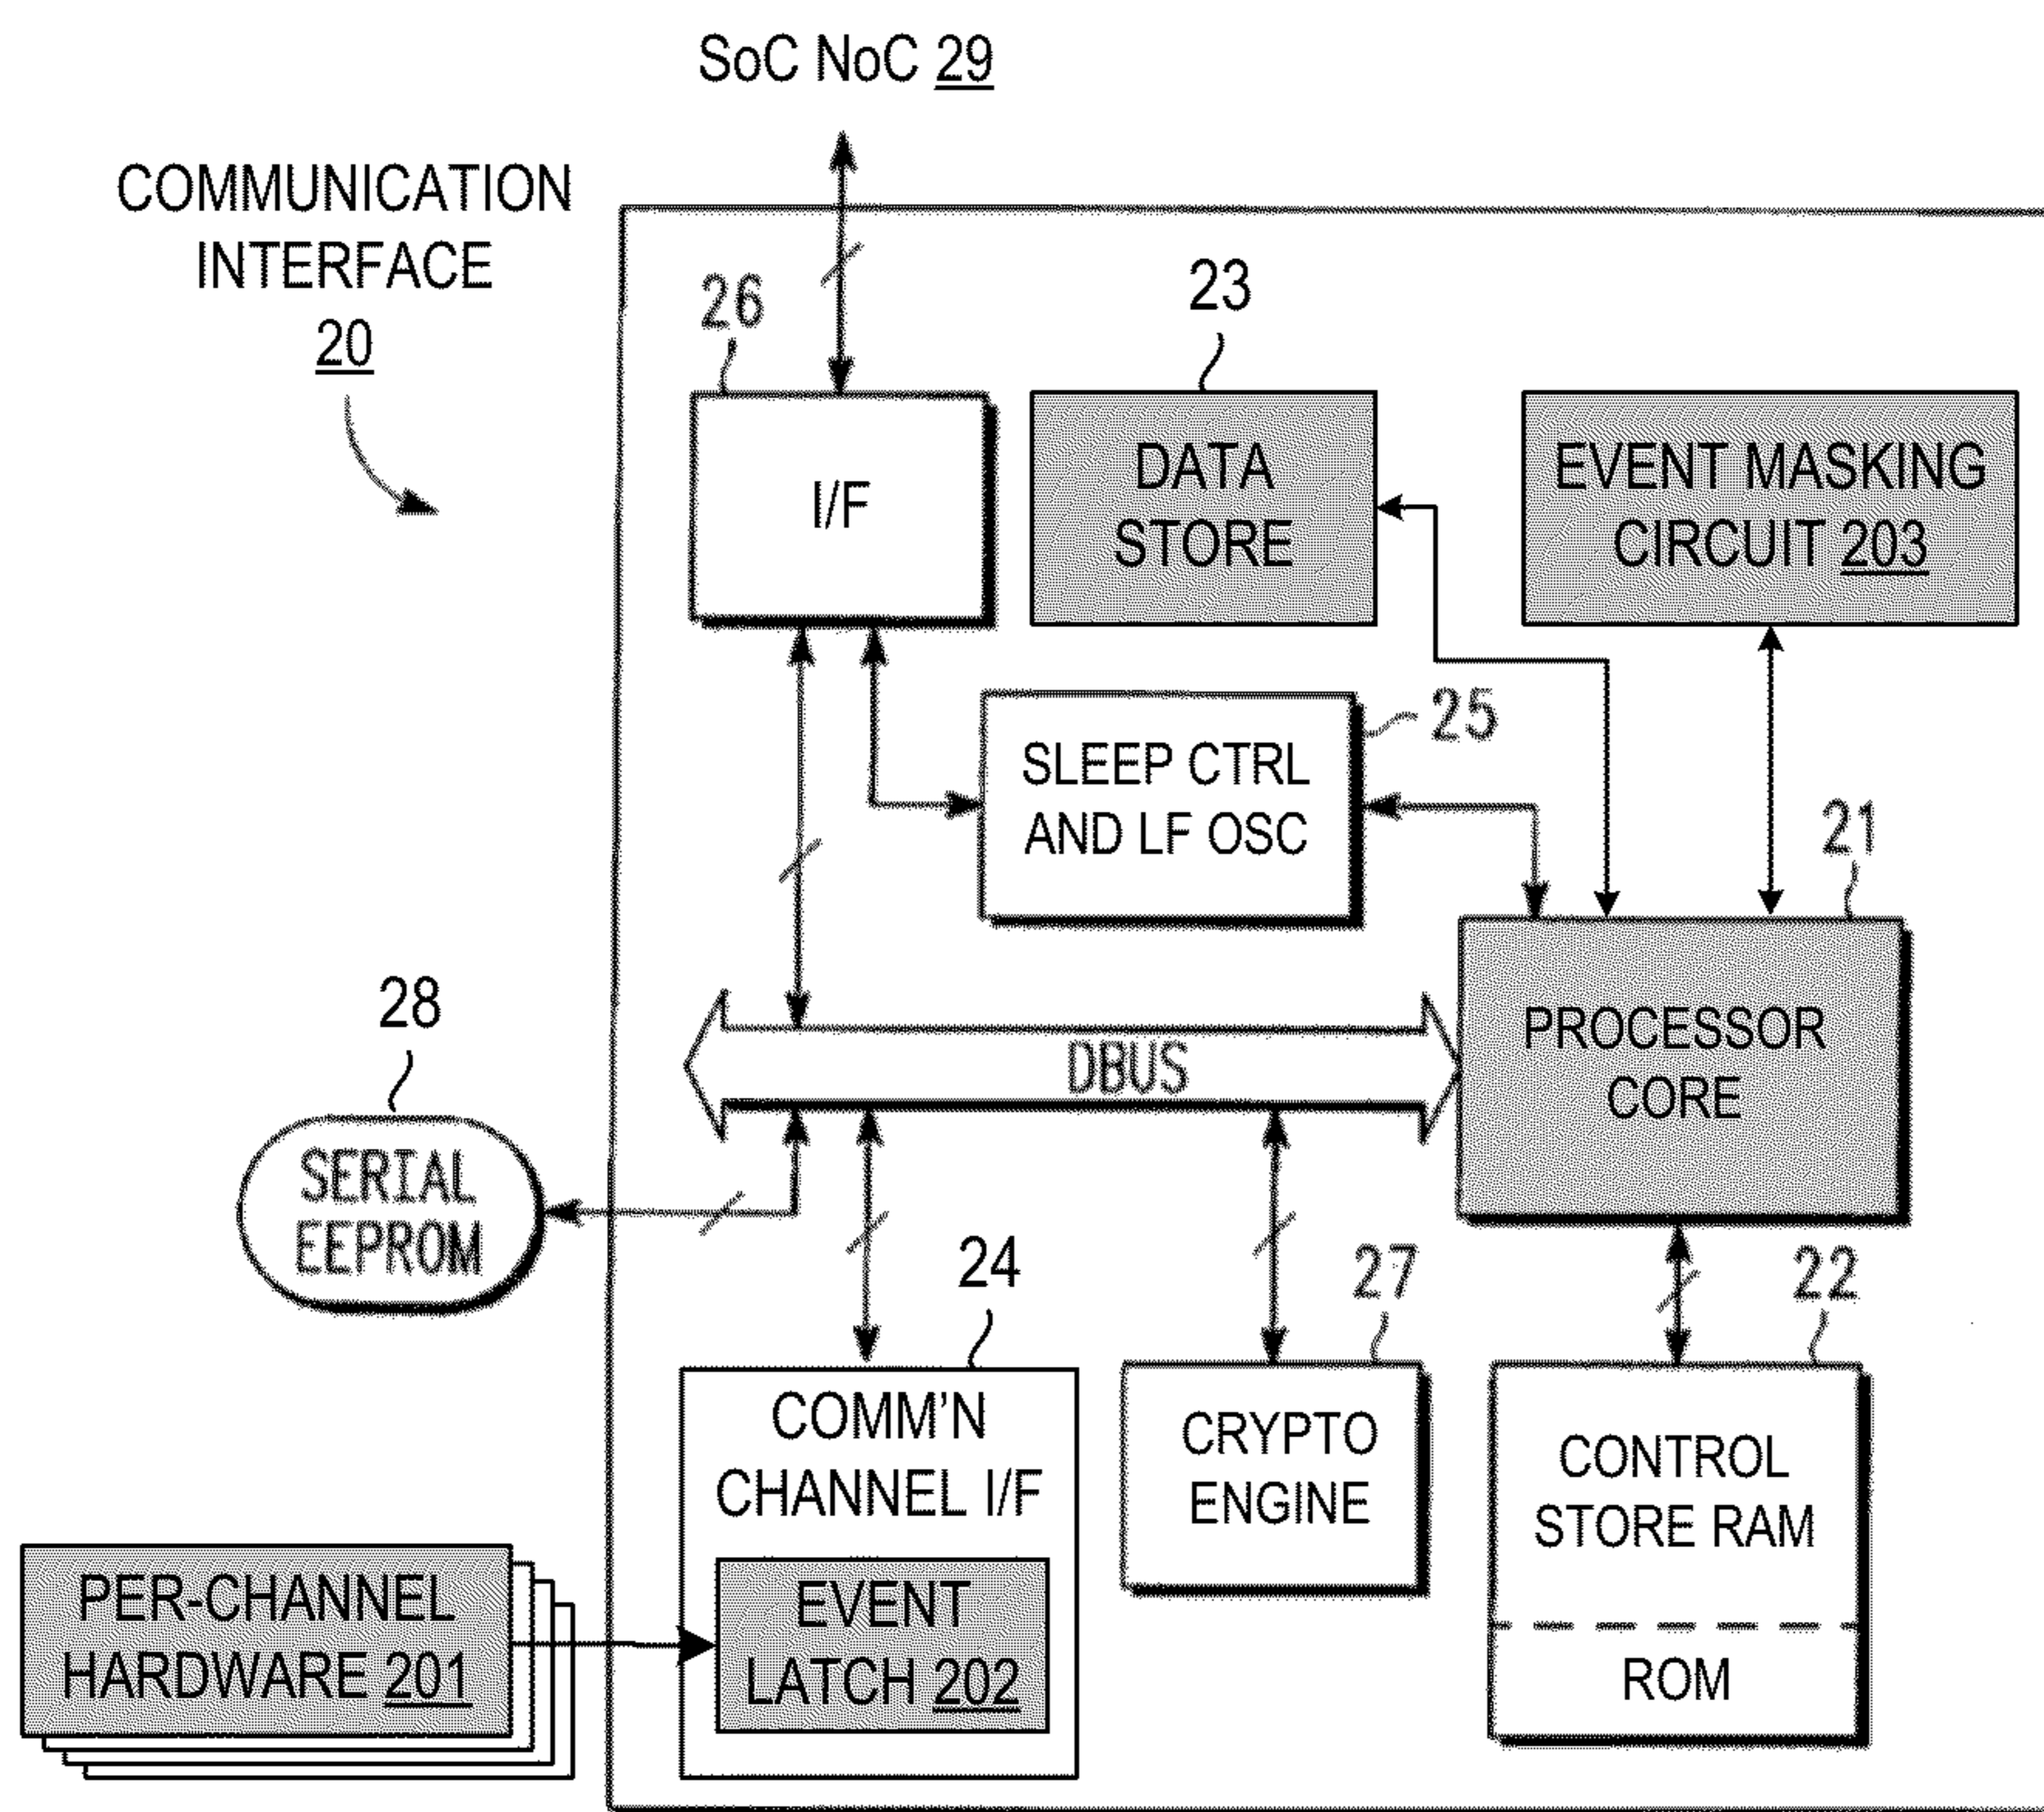 SoC NoC 29
COMMUNICATION
INTERFACE
20
26
23
I/F
DATA
STORE
EVENT MASKING
CIRCUIT 203
25
SLEEP CTRL
AND LF OSC
21
PROCESSOR
CORE
DBUS
28
SERIAL
EEPROM
24
COMM'N
CHANNEL I/F
EVENT
LATCH 202
27
CRYPTO
ENGINE
22
CONTROL
STORE RAM
ROM
PER-CHANNEL
HARDWARE 201